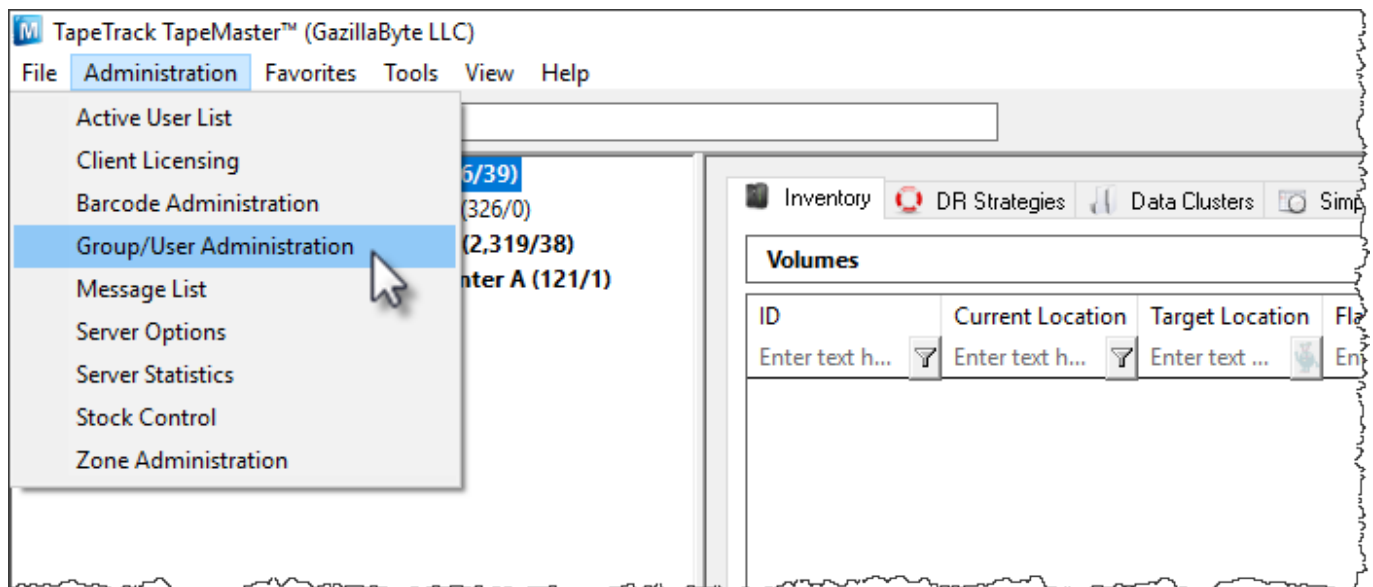 TapeTrack TapeMaster™ (GazillaByte LLC)
File Administration Favorites Tools View Help
Active User List
Client Licensing
Barcode Administration
Group/User Administration
Message List
Server Options
Server Statistics
Stock Control
Zone Administration
6/39)
(326/0)
(2,319/38)
nter A (121/1)
Inventory DR Strategies Data Clusters Simp
Volumes
ID Current Location Target Location Fla
Enter text h... Enter text h... Enter text ... En